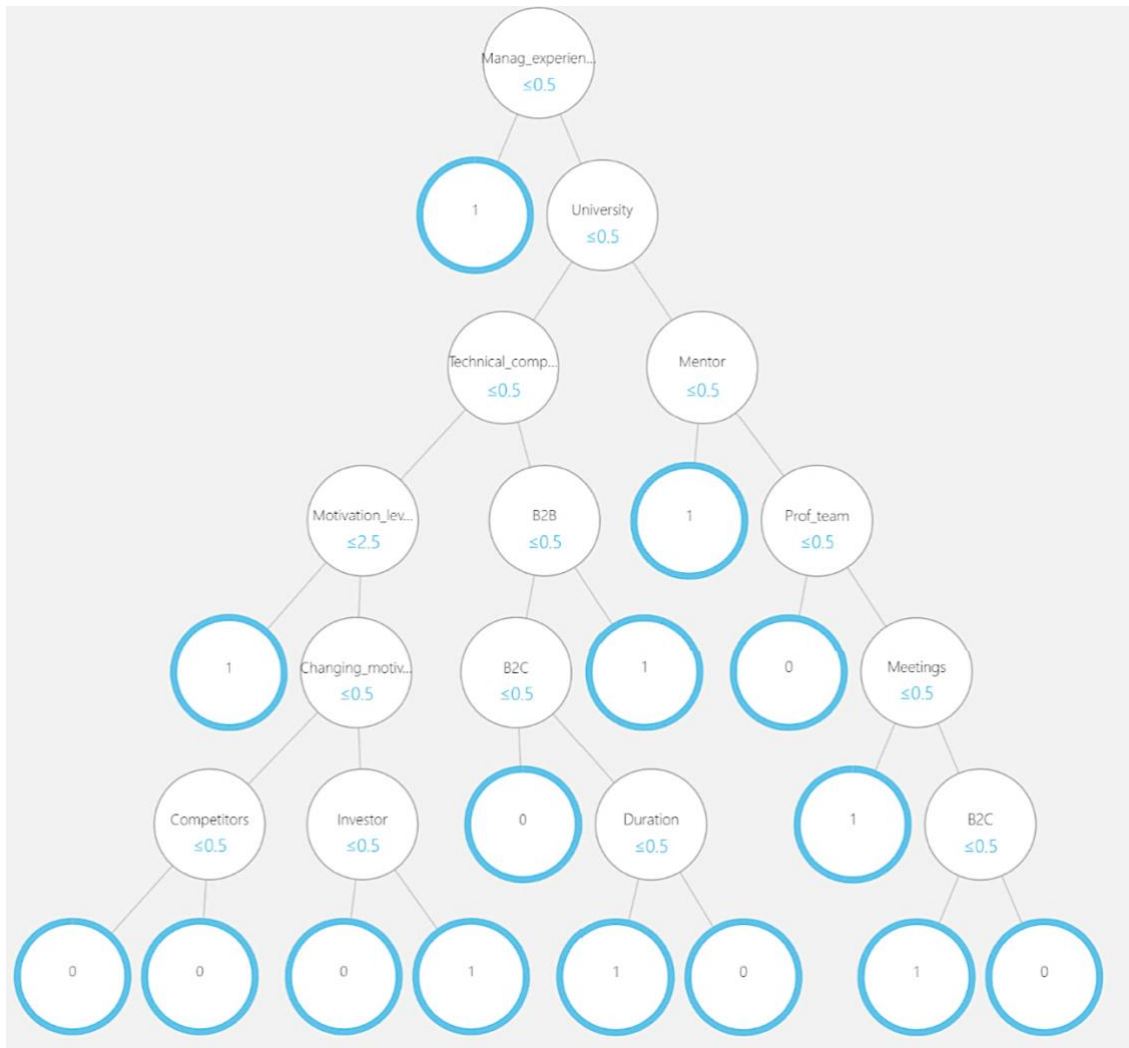 Manag_experien...
≤0.5
1
University
≤0.5
Technical_comp...
≤0.5
Mentor
≤0.5
Motivation_lev...
≤2.5
B2B
≤0.5
1
Prof_team
≤0.5
1
Changing_motiv...
≤0.5
B2C
≤0.5
1
0
Meetings
≤0.5
Competitors
≤0.5
Investor
≤0.5
0
Duration
≤0.5
1
B2C
≤0.5
0
0
0
1
1
0
1
0